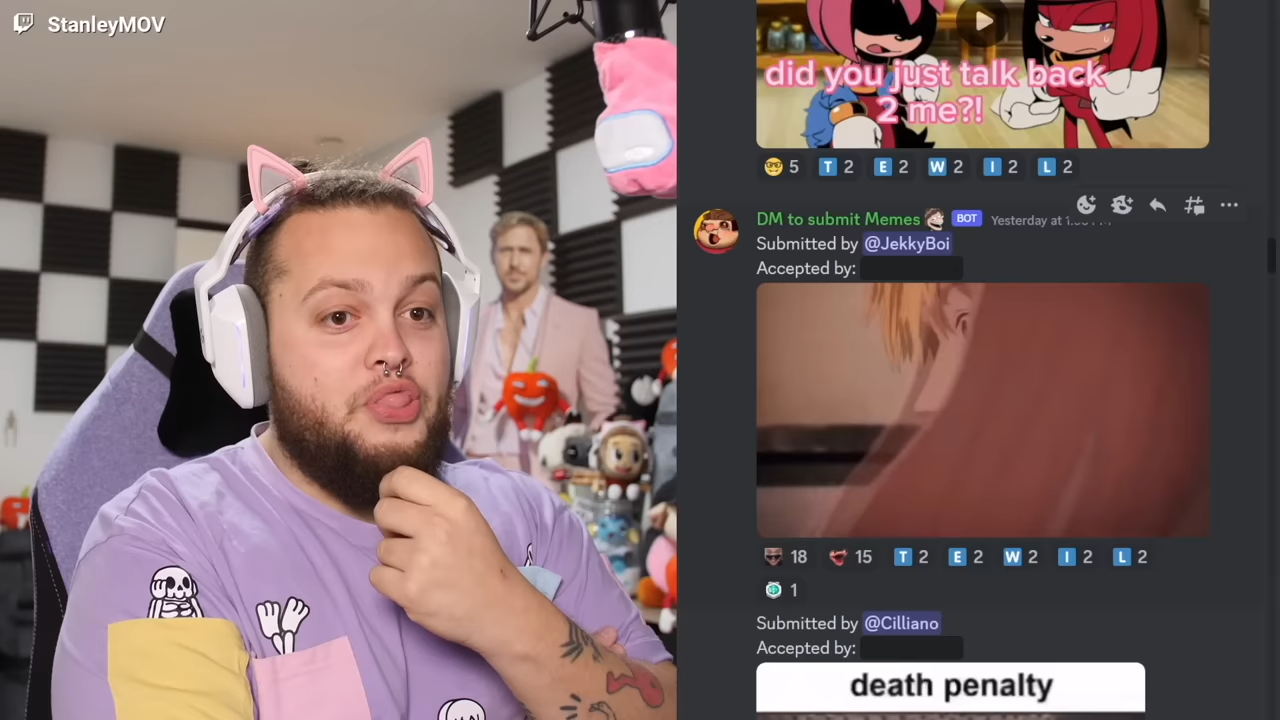 StanleyMOV
did you just talk back
2 me?!
5 T 2 E 2 W 2 I 2 L 2
DM to submit Memes BOT Yesterday at
Submitted by @JekkyBoi
Accepted by:
18 15 T 2 E 2 W 2 I 2 L 2
1
Submitted by @Cilliano
Accepted by:
death penalty